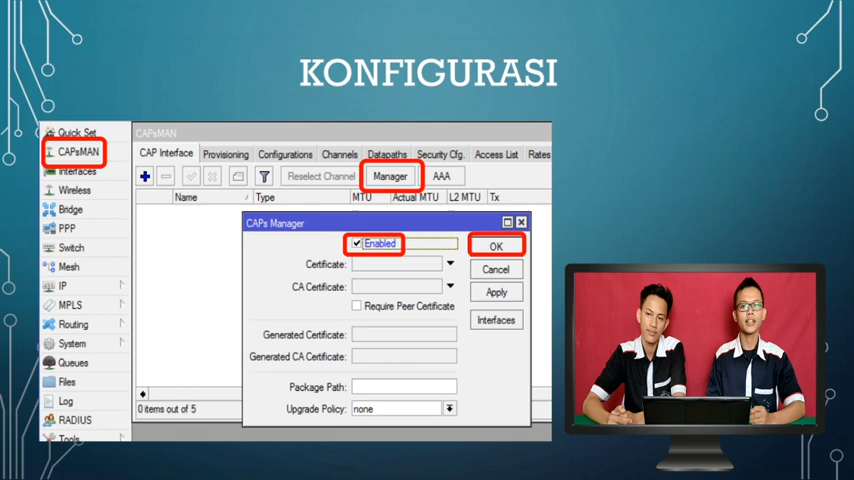 KONFIGURASI
Quick Set
CAPsMAN
Interfaces
Wireless
Bridge
PPP
Switch
Mesh
IP
MPLS
Routing
System
Queues
Files
Log
RADIUS
Tools
CAPsMAN
CAP Interface Provisioning Configurations Channels Datapaths Security Cfg. Access List Rates
Reselect Channel Manager AAA
Name / Type MTU Actual MTU L2 MTU Tx
CAPs Manager
Enabled OK
Certificate: Cancel
CA Certificate: Apply
Require Peer Certificate
Interfaces
Generated Certificate:
Generated CA Certificate:
Package Path:
Upgrade Policy: none
0 items out of 5